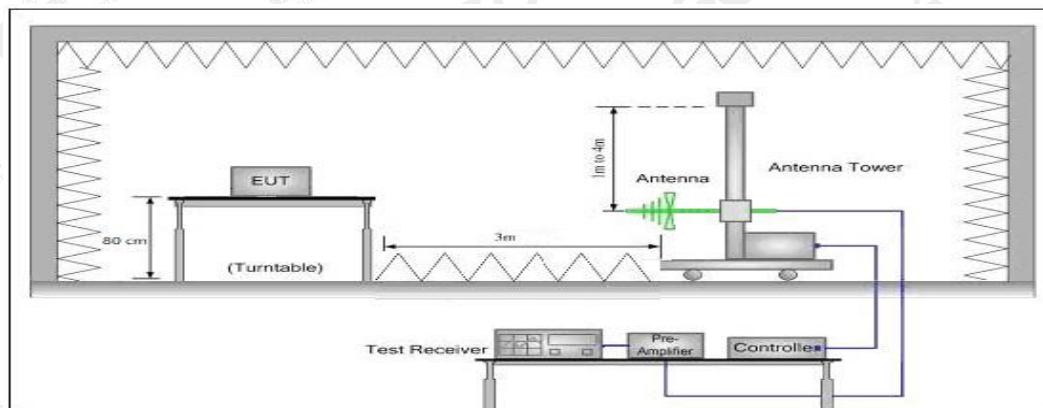 EUT
80 cm
(Turntable)
3m
1m to 4m
Antenna
Antenna Tower
Test Receiver
Pre-
Amplifier
Controlle